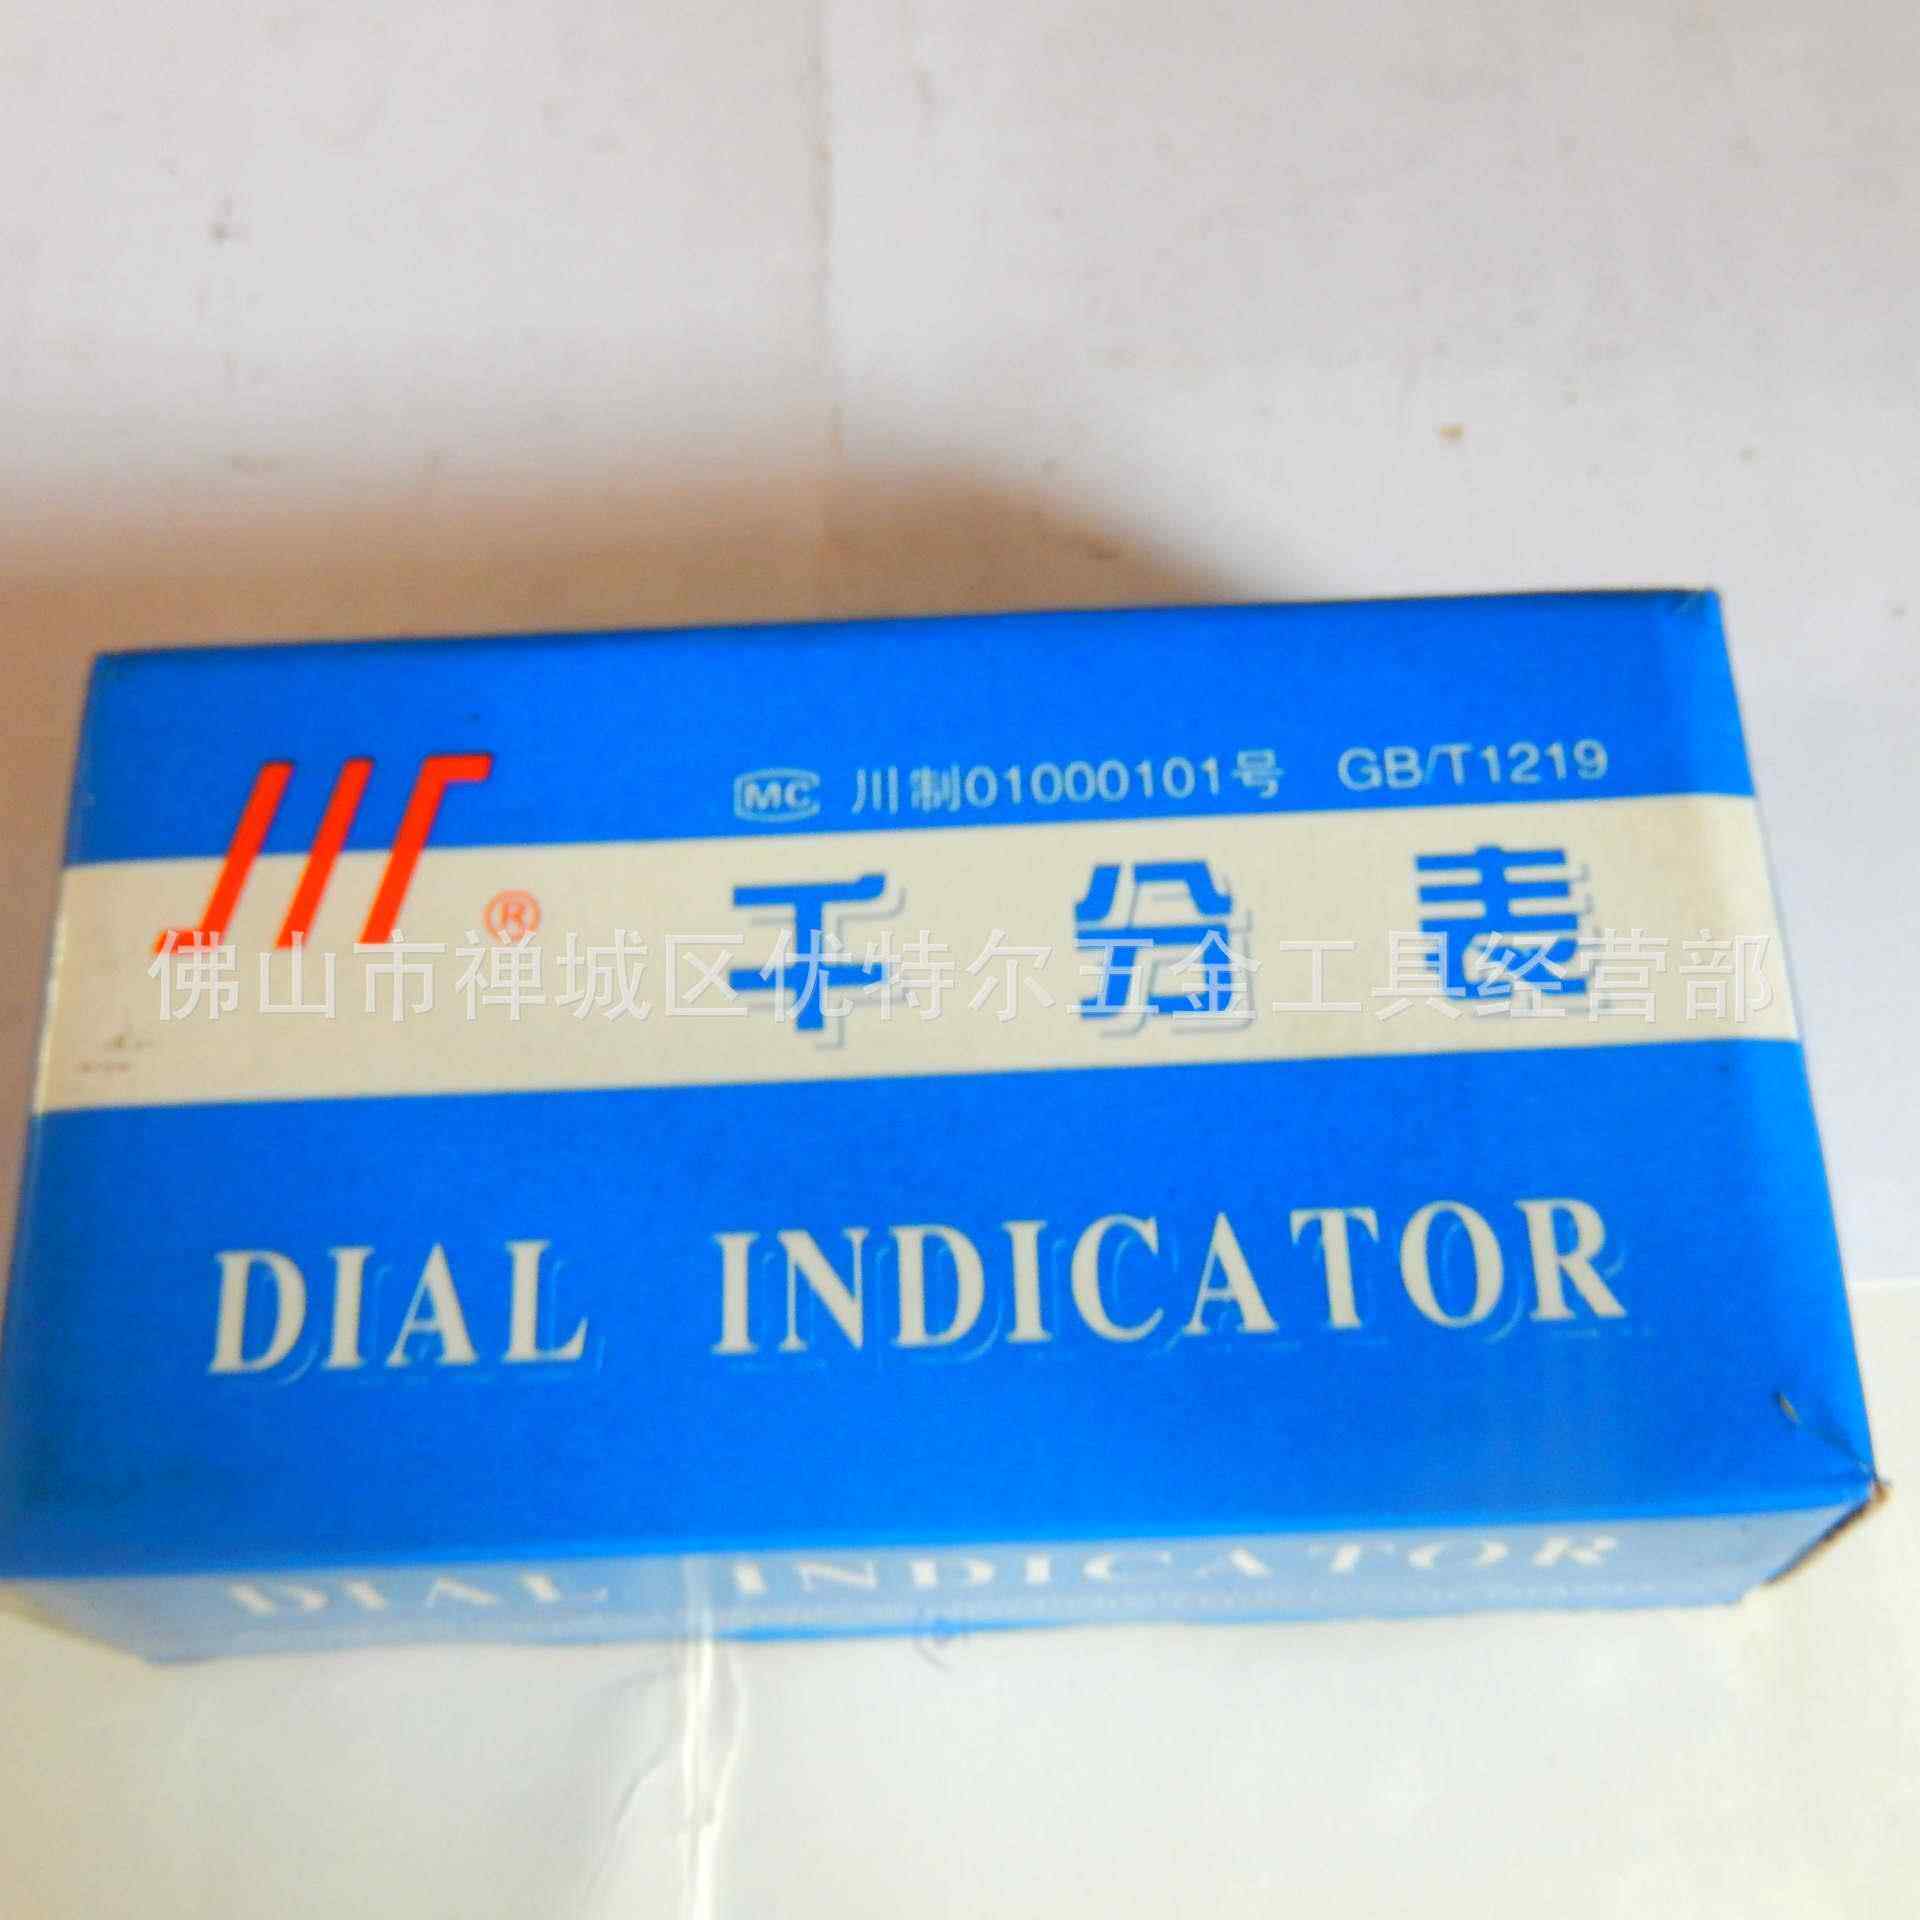 MC 川制01000101号 GB/T1219
® 千分表
佛山市禅城区优特尔五金工具经营部
DIAL INDICATOR
DIAL INDICATOR